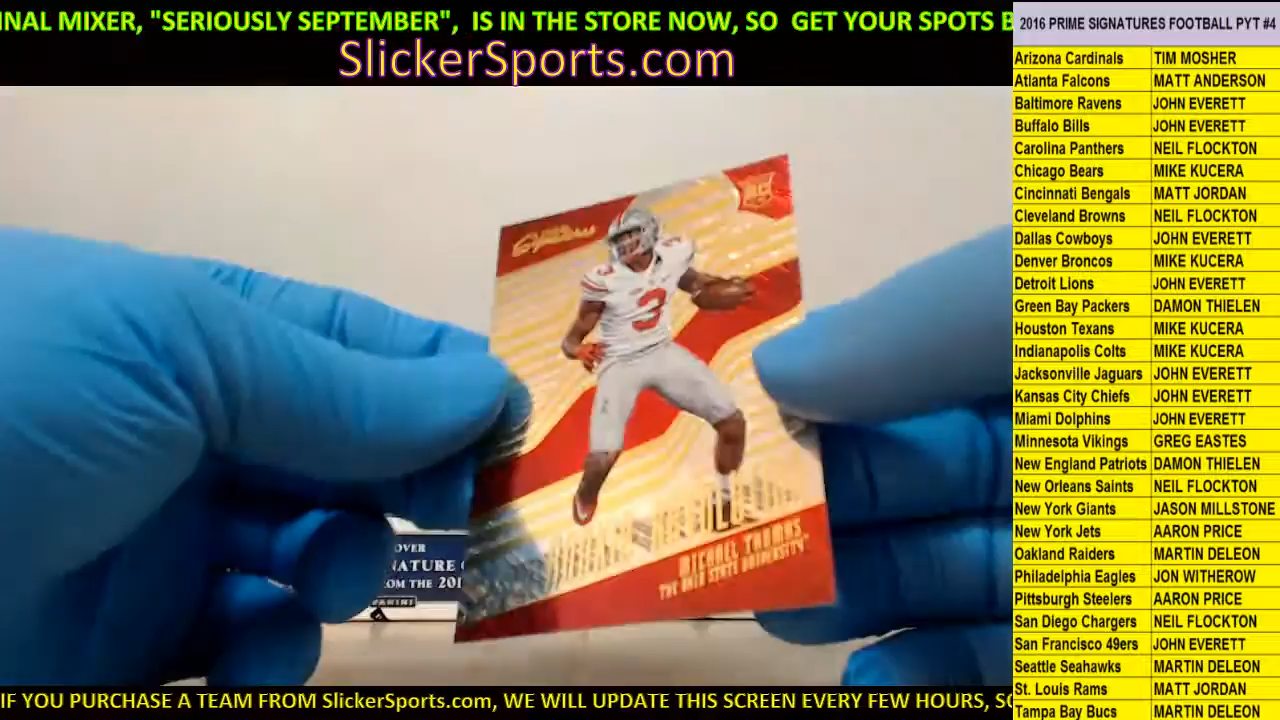 NAL MIXER, "SERIOUSLY SEPTEMBER", IS IN THE STORE NOW, SO GET YOUR SPOTS B
SlickerSports.com
2016 PRIME SIGNATURES FOOTBALL PYT #4
Arizona Cardinals TIM MOSHER
Atlanta Falcons MATT ANDERSON
Baltimore Ravens JOHN EVERETT
Buffalo Bills JOHN EVERETT
Carolina Panthers NEIL FLOCKTON
Chicago Bears MIKE KUCERA
Cincinnati Bengals MATT JORDAN
Cleveland Browns NEIL FLOCKTON
Dallas Cowboys JOHN EVERETT
Denver Broncos MIKE KUCERA
Detroit Lions JOHN EVERETT
Green Bay Packers DAMON THIELEN
Houston Texans MIKE KUCERA
Indianapolis Colts MIKE KUCERA
Jacksonville Jaguars JOHN EVERETT
Kansas City Chiefs JOHN EVERETT
Miami Dolphins JOHN EVERETT
Minnesota Vikings GREG EASTES
New England Patriots DAMON THIELEN
New Orleans Saints NEIL FLOCKTON
New York Giants JASON MILLSTONE
New York Jets AARON PRICE
Oakland Raiders MARTIN DELEON
Philadelphia Eagles JON WITHEROW
Pittsburgh Steelers AARON PRICE
San Diego Chargers NEIL FLOCKTON
San Francisco 49ers JOHN EVERETT
Seattle Seahawks MARTIN DELEON
St. Louis Rams MATT JORDAN
Tampa Bay Bucs MARTIN DELEON
3
3
MICHAEL THOMAS
THE OHIO STATE UNIVERSITY
OVER
NATURE
OM THE 201
PANINI
IF YOU PURCHASE A TEAM FROM SlickerSports.com, WE WILL UPDATE THIS SCREEN EVERY FEW HOURS, SO